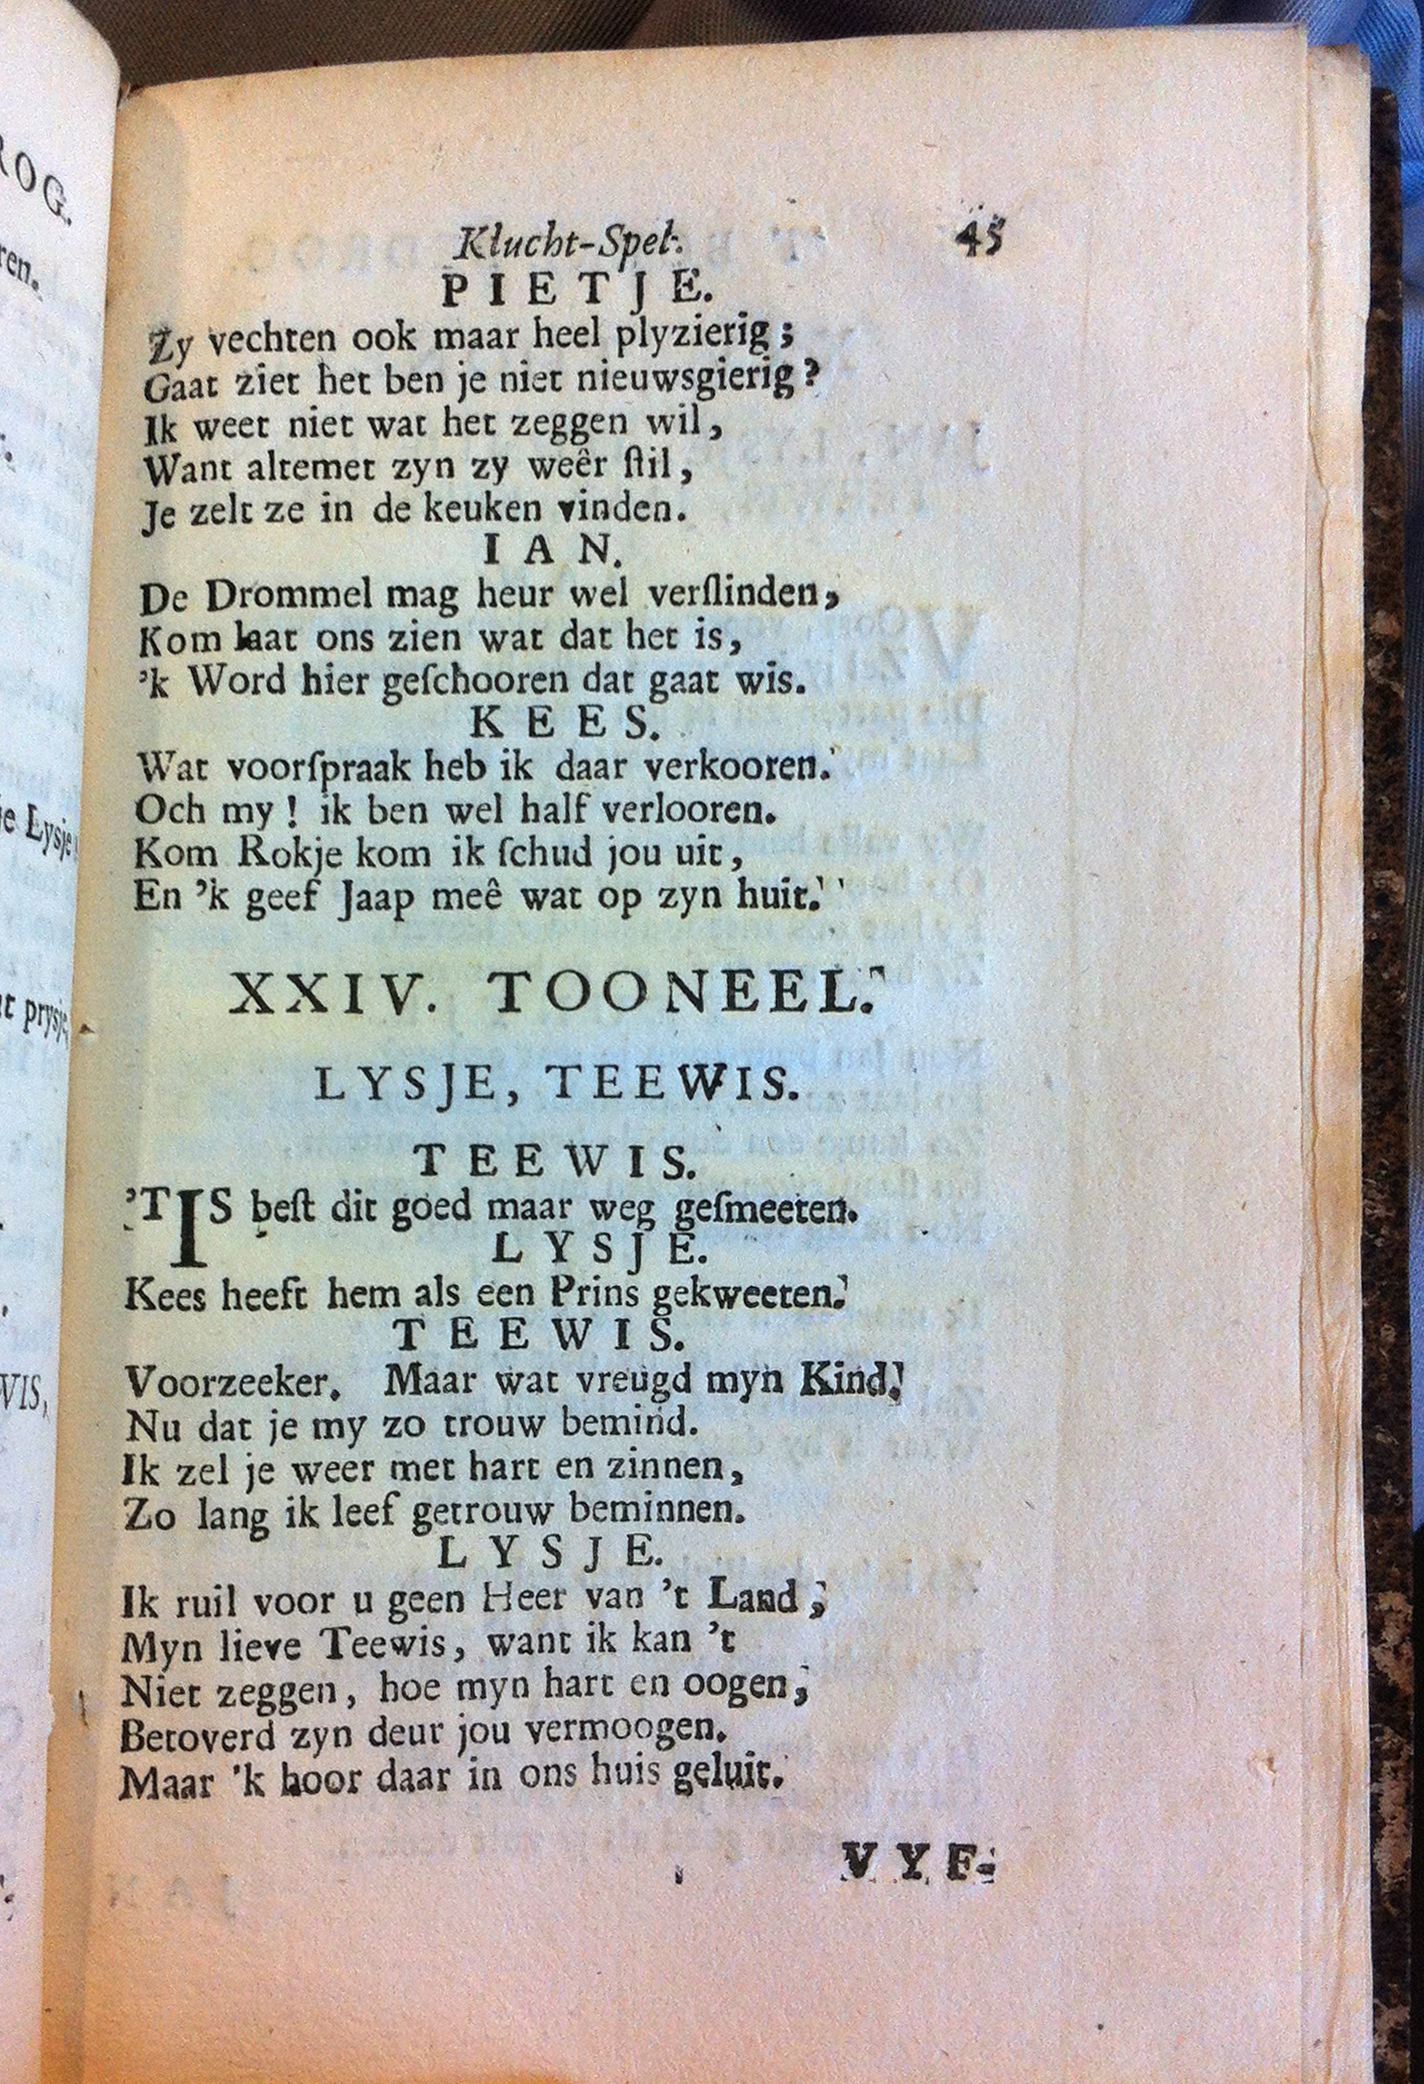 Klucht-Spel. 45
PIETJE.
Zy vechten ook maar heel plyzierig;
Gaat ziet het ben je niet nieuwsgierig?
Ik weet niet wat het zeggen wil,
Want altemet zyn zy weêr ſtil,
Je zelt ze in de keuken vinden.
IAN.
De Drommel mag heur wel verſlinden,
Kom laat ons zien wat dat het is,
'k Word hier geſchooren dat gaat wis.
KEES.
Wat voorſpraak heb ik daar verkooren.
Och my! ik ben wel half verlooren.
Kom Rokje kom ik ſchud jou uit,
En 'k geef Jaap meê wat op zyn huit.
XXIV. TOONEEL.
LYSJE, TEEWIS.
TEEWIS.
'TIS beſt dit goed maar weg geſmeeten.
LYSJE.
Kees heeft hem als een Prins gekweeten.
TEEWIS.
Voorzeeker. Maar wat vreugd myn Kind!
Nu dat je my zo trouw bemind.
Ik zel je weer met hart en zinnen,
Zo lang ik leef getrouw beminnen.
LYSJE.
Ik ruil voor u geen Heer van 't Land;
Myn lieve Teewis, want ik kan 't
Niet zeggen, hoe myn hart en oogen,
Betoverd zyn deur jou vermoogen.
Maar 'k hoor daar in ons huis geluit.
VYF-
ROG.
ren.
je Lysje
prysje,
VIS,